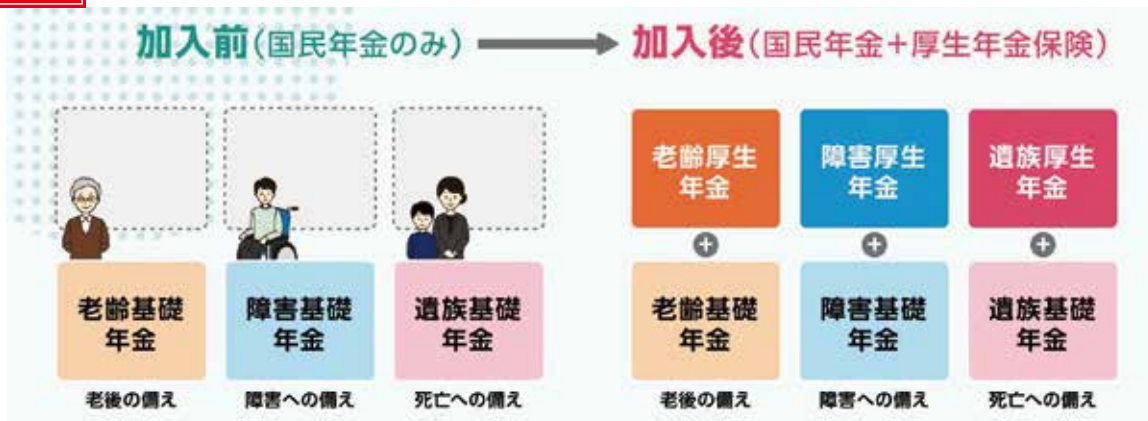 加入前(国民年金のみ)
加入後(国民年金+厚生年金保険)
老齢基礎
年金
老後の備え
障害基礎
年金
障害への備え
遺族基礎
年金
死亡への備え
老齢厚生
年金
+
老齢基礎
年金
老後の備え
障害厚生
年金
+
障害基礎
年金
障害への備え
遺族厚生
年金
+
遺族基礎
年金
死亡への備え